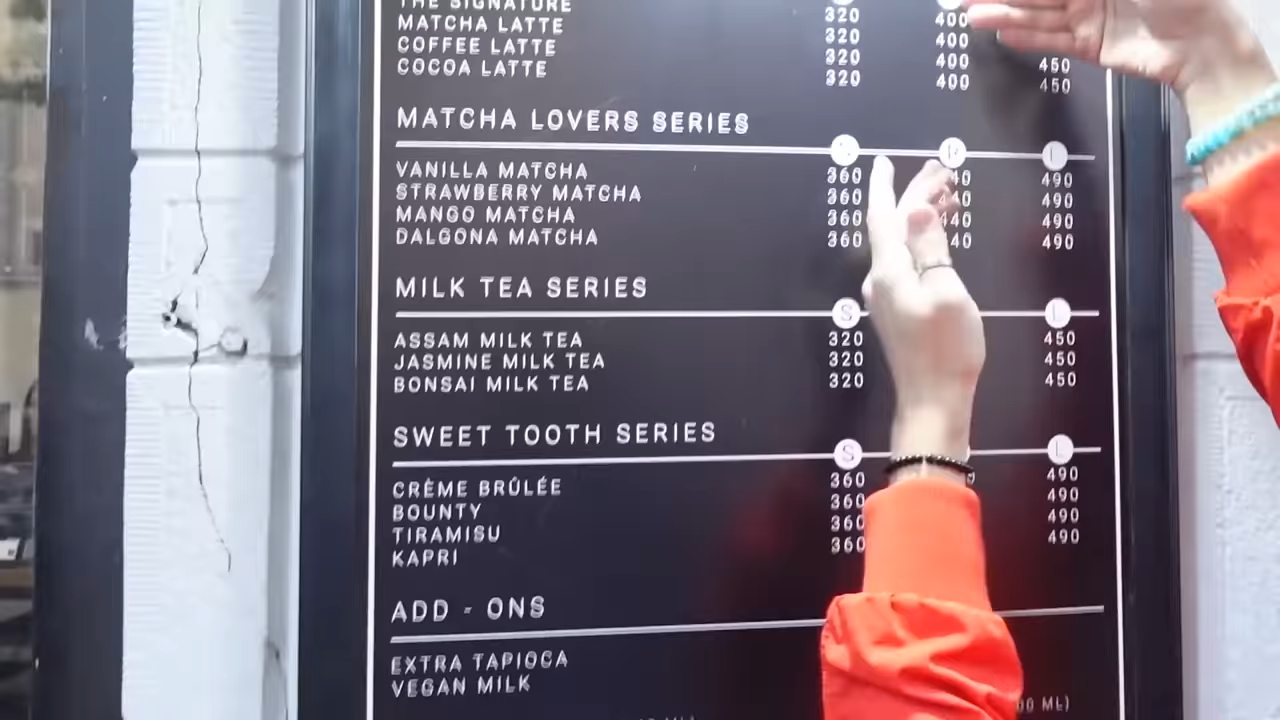 THE SIGNATURE 320 400
MATCHA LATTE 320 400
COFFEE LATTE 320 400 450
COCOA LATTE 320 400 450
MATCHA LOVERS SERIES
S R L
VANILLA MATCHA 360 490
STRAWBERRY MATCHA 360 490
MANGO MATCHA 360 440 490
DALGONA MATCHA 360 490
MILK TEA SERIES
S L
ASSAM MILK TEA 320 450
JASMINE MILK TEA 320 450
BONSAI MILK TEA 320 450
SWEET TOOTH SERIES
S L
CRÈME BRÛLÉE 360 490
BOUNTY 360 490
TIRAMISU 360 490
KAPRI 360 490
ADD - ONS
EXTRA TAPIOCA
VEGAN MILK
ML)